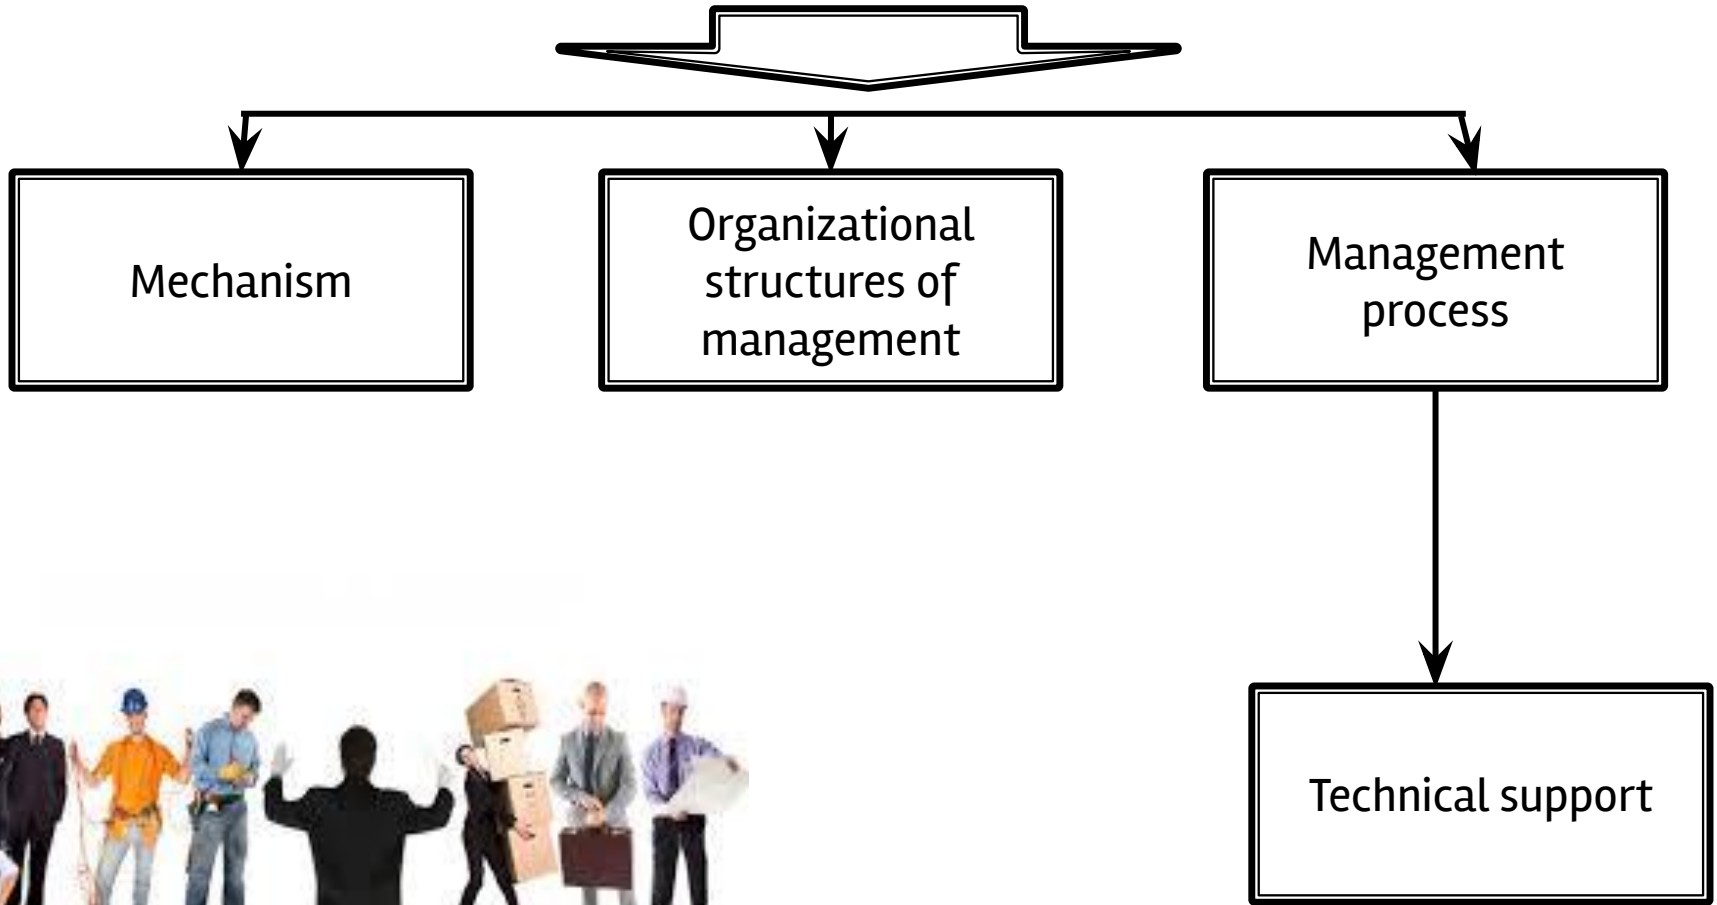 Mechanism
Organizational
structures of
management
Management
process
Technical support